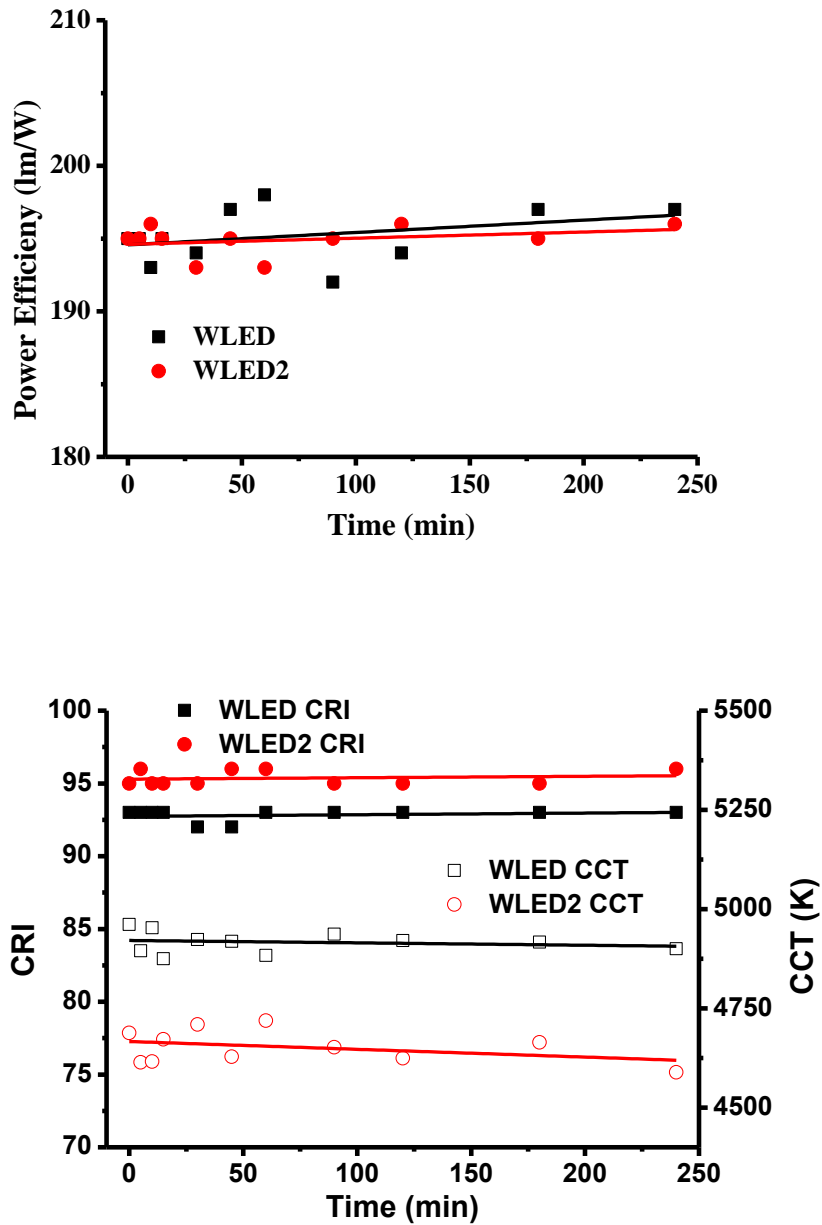 210
200
190
180
Power Efficieny (lm/W)
WLED
WLED2
0 50 100 150 200 250
Time (min)
100
95
90
85
80
75
70
CRI
WLED CRI
WLED2 CRI
WLED CCT
WLED2 CCT
5500
5250
5000
4750
4500
CCT (K)
0 50 100 150 200 250
Time (min)